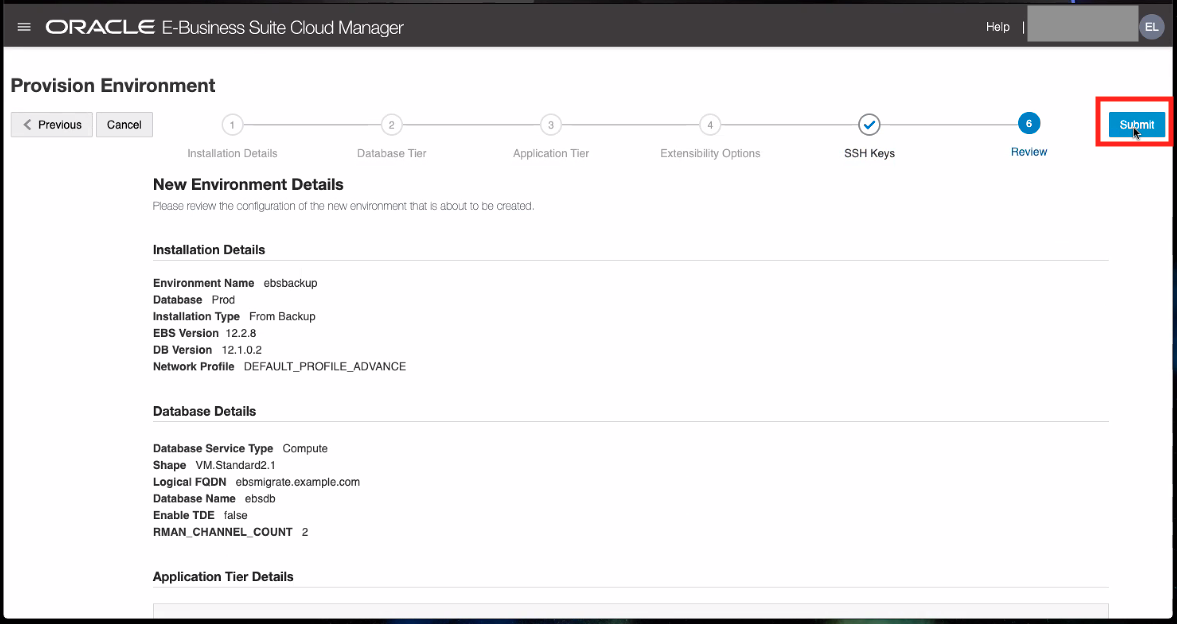 ORACLE E-Business Suite Cloud Manager
Help
EL
Provision Environment
Previous
Cancel
1
2
3
4
6
Submit
Installation Details
Database Tier
Application Tier
Extensibility Options
SSH Keys
Review
New Environment Details
Please review the configuration of the new environment that is about to be created.
Installation Details
Environment Name ebsbackup
Database Prod
Installation Type From Backup
EBS Version 12.2.8
DB Version 12.1.0.2
Network Profile DEFAULT_PROFILE_ADVANCE
Database Details
Database Service Type Compute
Shape VM.Standard2.1
Logical FQDN ebsmigrate.example.com
Database Name ebsdb
Enable TDE false
RMAN_CHANNEL_COUNT 2
Application Tier Details